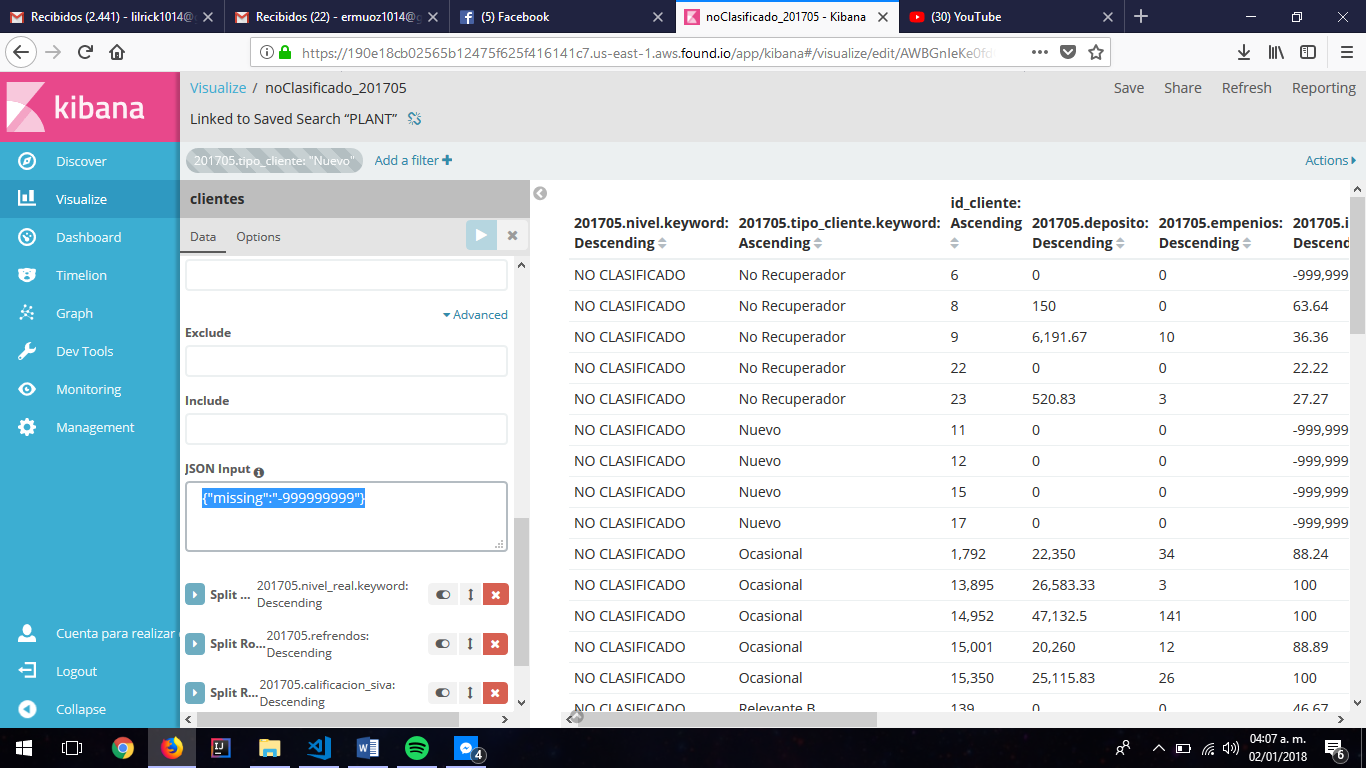 Recibidos (2.441) - lilrick1014@
Recibidos (22) - ermuoz1014@g
(5) Facebook
noClasificado_201705 - Kibana
(30) YouTube
https://190e18cb02565b12475f625f416141c7.us-east-1.aws.found.io/app/kibana#/visualize/edit/AWBGnIeKe0fd
kibana
Discover
Visualize
Dashboard
Timelion
Graph
Dev Tools
Monitoring
Management
Cuenta para realizar
Logout
Collapse
Visualize / noClasificado_201705
Save Share Refresh Reporting
Linked to Saved Search “PLANT”
201705.tipo_cliente: "Nuevo"
Add a filter
Actions
clientes
Data Options
Advanced
Exclude
Include
JSON Input
{"missing":"-999999999"}
Split ... 201705.nivel_real.keyword: Descending
Split Ro... 201705.refrendos: Descending
Split R... 201705.calificacion_siva: Descending
201705.nivel.keyword: Descending
201705.tipo_cliente.keyword: Ascending
id_cliente: Ascending
201705.deposito: Descending
201705.empenios: Descending
201705.i
Descend
NO CLASIFICADO No Recuperador 6 0 0 -999,999
NO CLASIFICADO No Recuperador 8 150 0 63.64
NO CLASIFICADO No Recuperador 9 6,191.67 10 36.36
NO CLASIFICADO No Recuperador 22 0 0 22.22
NO CLASIFICADO No Recuperador 23 520.83 3 27.27
NO CLASIFICADO Nuevo 11 0 0 -999,999
NO CLASIFICADO Nuevo 12 0 0 -999,999
NO CLASIFICADO Nuevo 15 0 0 -999,999
NO CLASIFICADO Nuevo 17 0 0 -999,999
NO CLASIFICADO Ocasional 1,792 22,350 34 88.24
NO CLASIFICADO Ocasional 13,895 26,583.33 3 100
NO CLASIFICADO Ocasional 14,952 47,132.5 141 100
NO CLASIFICADO Ocasional 15,001 20,260 12 88.89
NO CLASIFICADO Ocasional 15,350 25,115.83 26 100
NO CLASIFICADO Relevante B 139 0 0 46.67
4
04:07 a. m.
02/01/2018
6